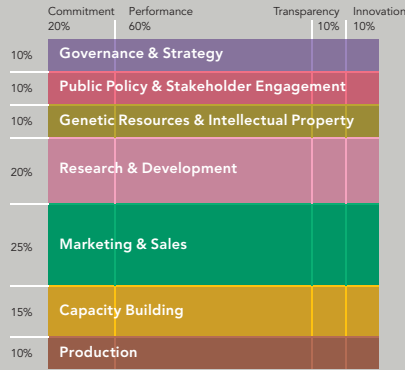 Commitment Performance Transparency Innovation
20% 60% 10% 10%
10% Governance & Strategy
10% Public Policy & Stakeholder Engagement
10% Genetic Resources & Intellectual Property
20% Research & Development
25% Marketing & Sales
15% Capacity Building
10% Production